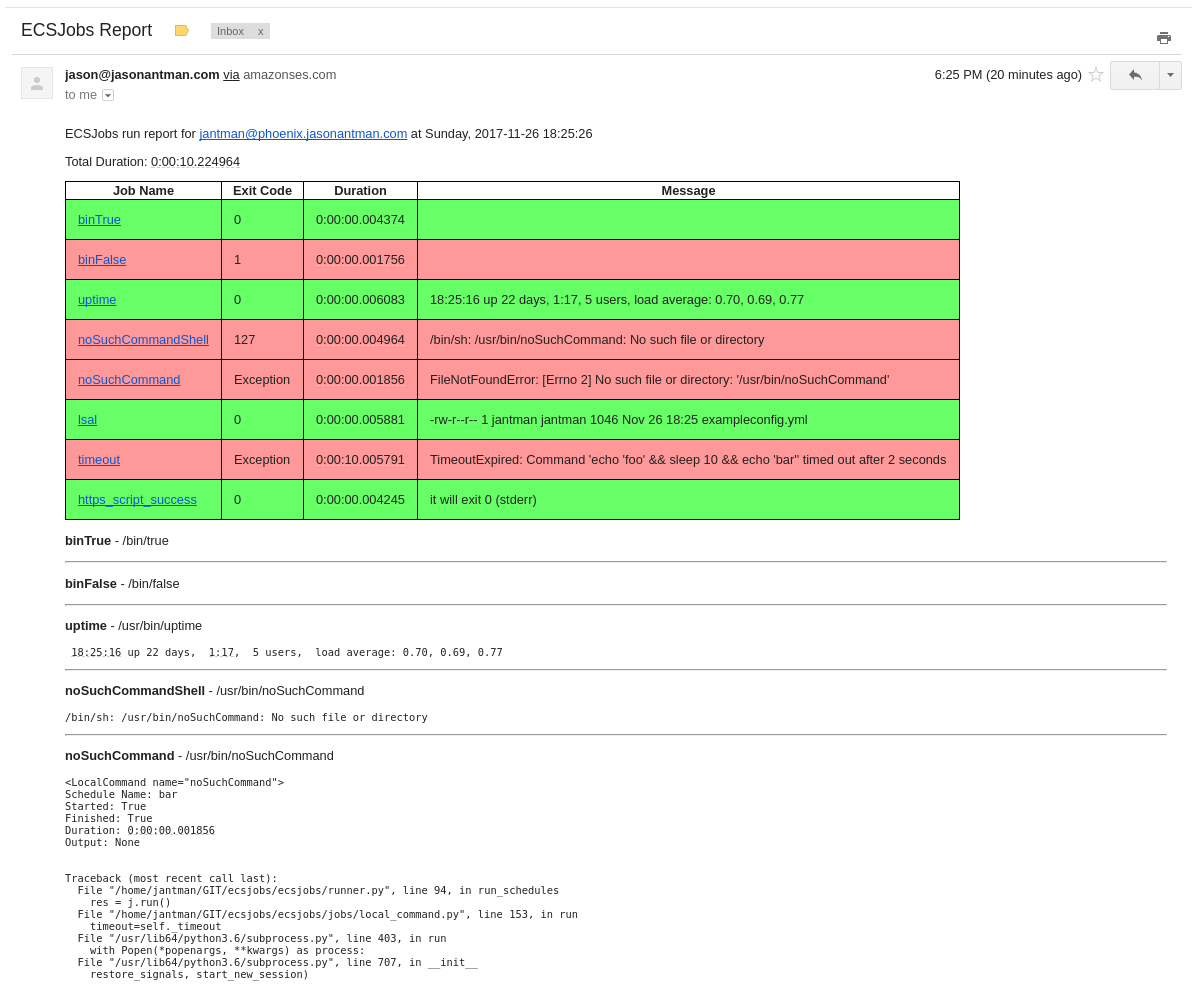 ECSJobs Report Inbox x
jason@jasonantman.com via amazonses.com 6:25 PM (20 minutes ago)
to me
ECSJobs run report for jantman@phoenix.jasonantman.com at Sunday, 2017-11-26 18:25:26
Total Duration: 0:00:10.224964
Job Name Exit Code Duration Message
binTrue 0 0:00:00.004374
binFalse 1 0:00:00.001756
uptime 0 0:00:00.006083 18:25:16 up 22 days, 1:17, 5 users, load average: 0.70, 0.69, 0.77
noSuchCommandShell 127 0:00:00.004964 /bin/sh: /usr/bin/noSuchCommand: No such file or directory
noSuchCommand Exception 0:00:00.001856 FileNotFoundError: [Errno 2] No such file or directory: '/usr/bin/noSuchCommand'
lsal 0 0:00:00.005881 -rw-r--r-- 1 jantman jantman 1046 Nov 26 18:25 exampleconfig.yml
timeout Exception 0:00:10.005791 TimeoutExpired: Command 'echo 'foo' && sleep 10 && echo 'bar'' timed out after 2 seconds
https_script_success 0 0:00:00.004245 it will exit 0 (stderr)
binTrue - /bin/true
binFalse - /bin/false
uptime - /usr/bin/uptime
18:25:16 up 22 days,  1:17,  5 users,  load average: 0.70, 0.69, 0.77
noSuchCommandShell - /usr/bin/noSuchCommand
/bin/sh: /usr/bin/noSuchCommand: No such file or directory
noSuchCommand - /usr/bin/noSuchCommand
<LocalCommand name="noSuchCommand">
Schedule Name: bar
Started: True
Finished: True
Duration: 0:00:00.001856
Output: None
Traceback (most recent call last):
  File "/home/jantman/GIT/ecsjobs/ecsjobs/runner.py", line 94, in run_schedules
    res = j.run()
  File "/home/jantman/GIT/ecsjobs/ecsjobs/jobs/local_command.py", line 153, in run
    timeout=self._timeout
  File "/usr/lib64/python3.6/subprocess.py", line 403, in run
    with Popen(*popenargs, **kwargs) as process:
  File "/usr/lib64/python3.6/subprocess.py", line 707, in __init__
    restore_signals, start_new_session)